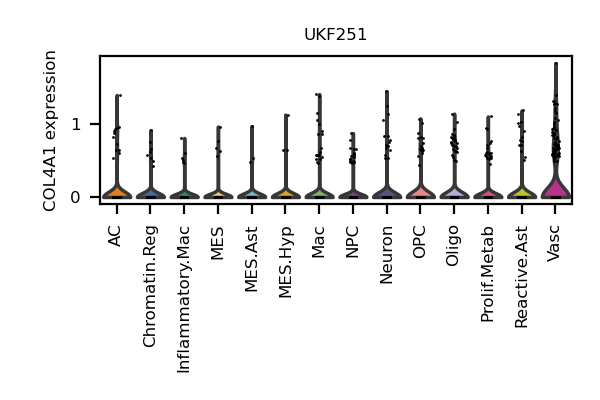 UKF251
COL4A1 expression
1
0
AC
Chromatin.Reg
Inflammatory.Mac
MES
MES.Ast
MES.Hyp
Mac
NPC
Neuron
OPC
Oligo
Prolif.Metab
Reactive.Ast
Vasc